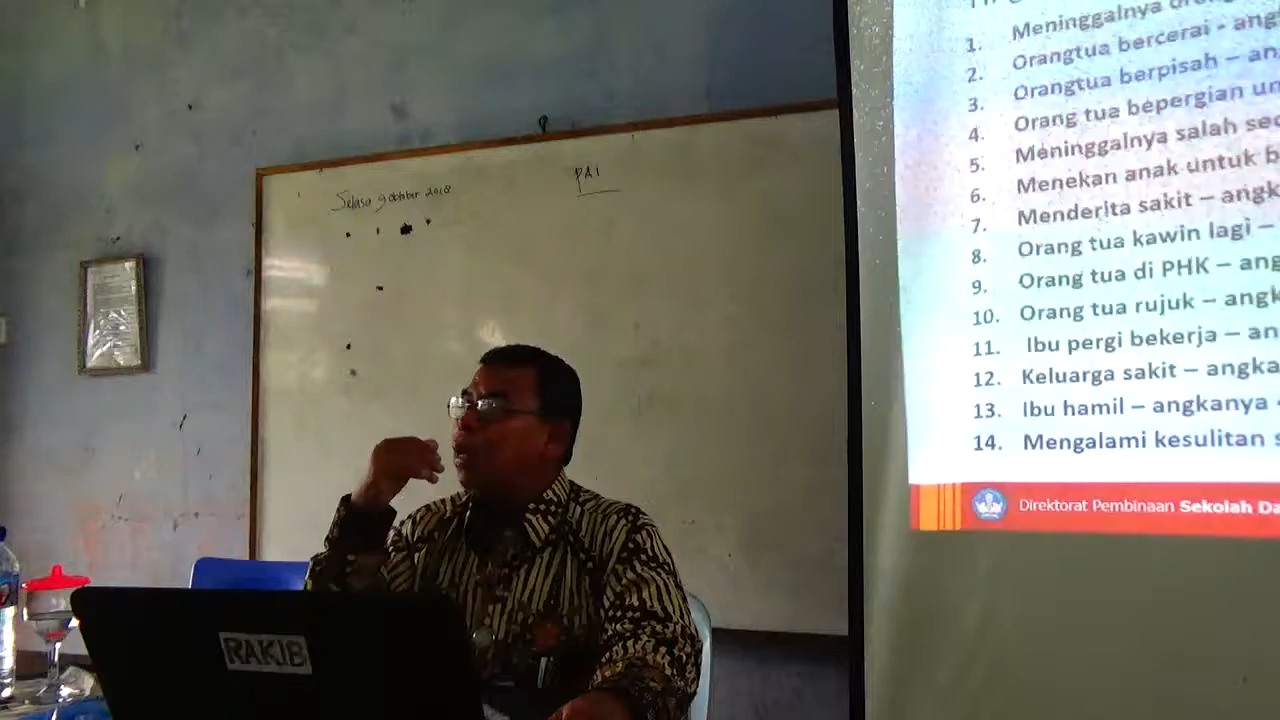 Selasa 9 Oktober 2018
PAI
RAKIB
1. Meninggalnya
2. Orangtua bercerai - ang
3. Orangtua berpisah – an
4. Orang tua bepergian un
5. Meninggalnya salah seo
6. Menekan anak untuk b
7. Menderita sakit – angk
8. Orang tua kawin lagi –
9. Orang tua di PHK – ang
10. Orang tua rujuk – angk
11. Ibu pergi bekerja – an
12. Keluarga sakit – angka
13. Ibu hamil – angkanya
14. Mengalami kesulitan s
Direktorat Pembinaan Sekolah Da